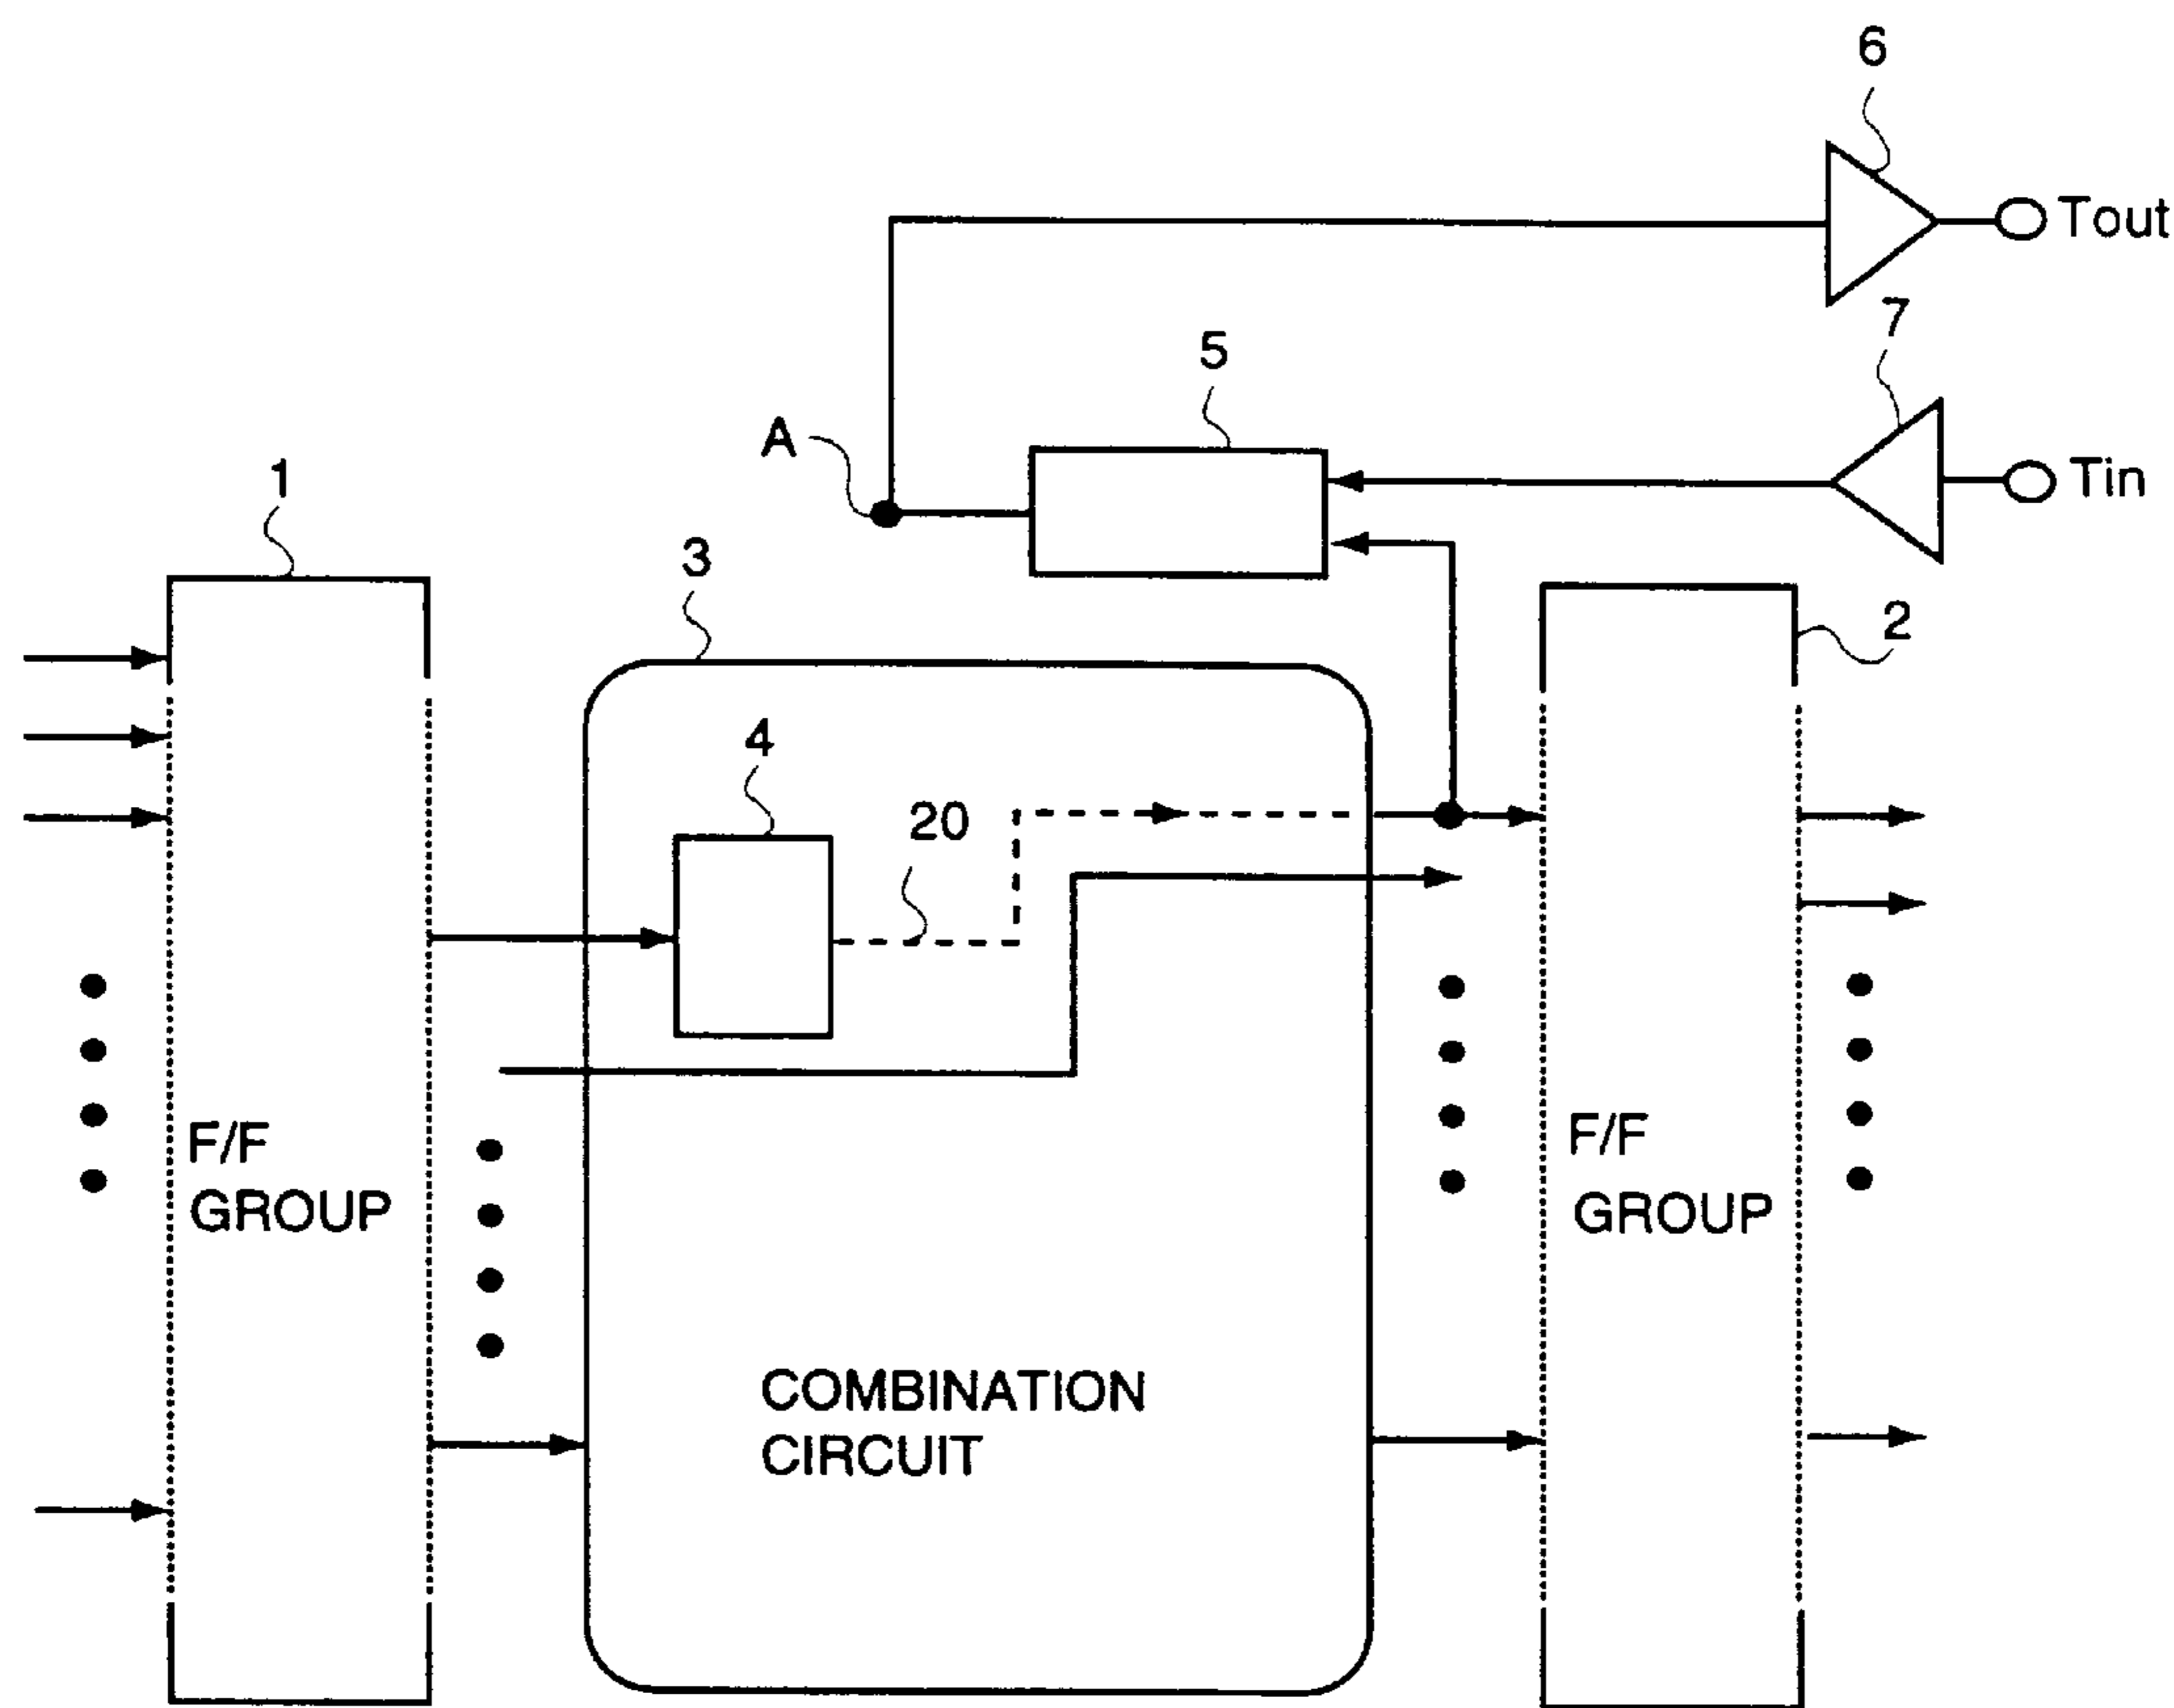 6
Tout
7
5
A
Tin
1
3
2
4
20
F/F
GROUP
F/F
GROUP
COMBINATION
CIRCUIT